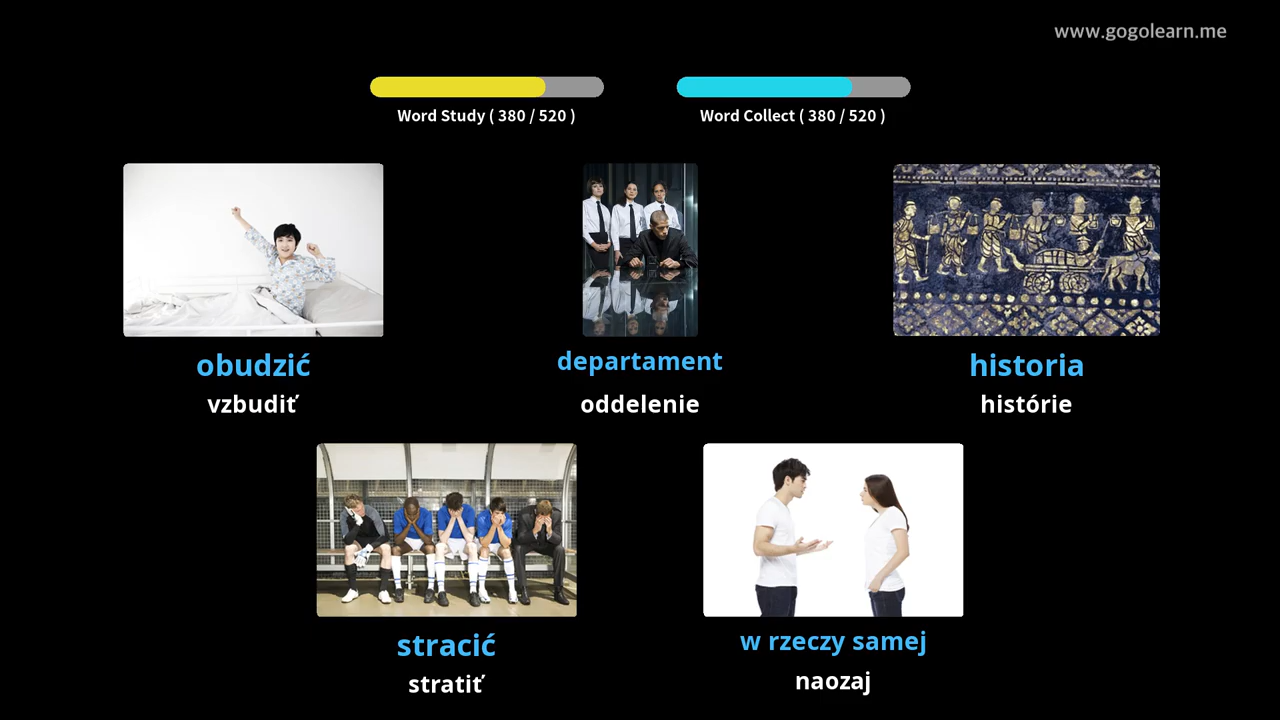 www.gogolearn.me
Word Study ( 380 / 520 )
Word Collect ( 380 / 520 )
obudzić
vzbudiť
departament
oddelenie
historia
histórie
stracić
stratiť
w rzeczy samej
naozaj